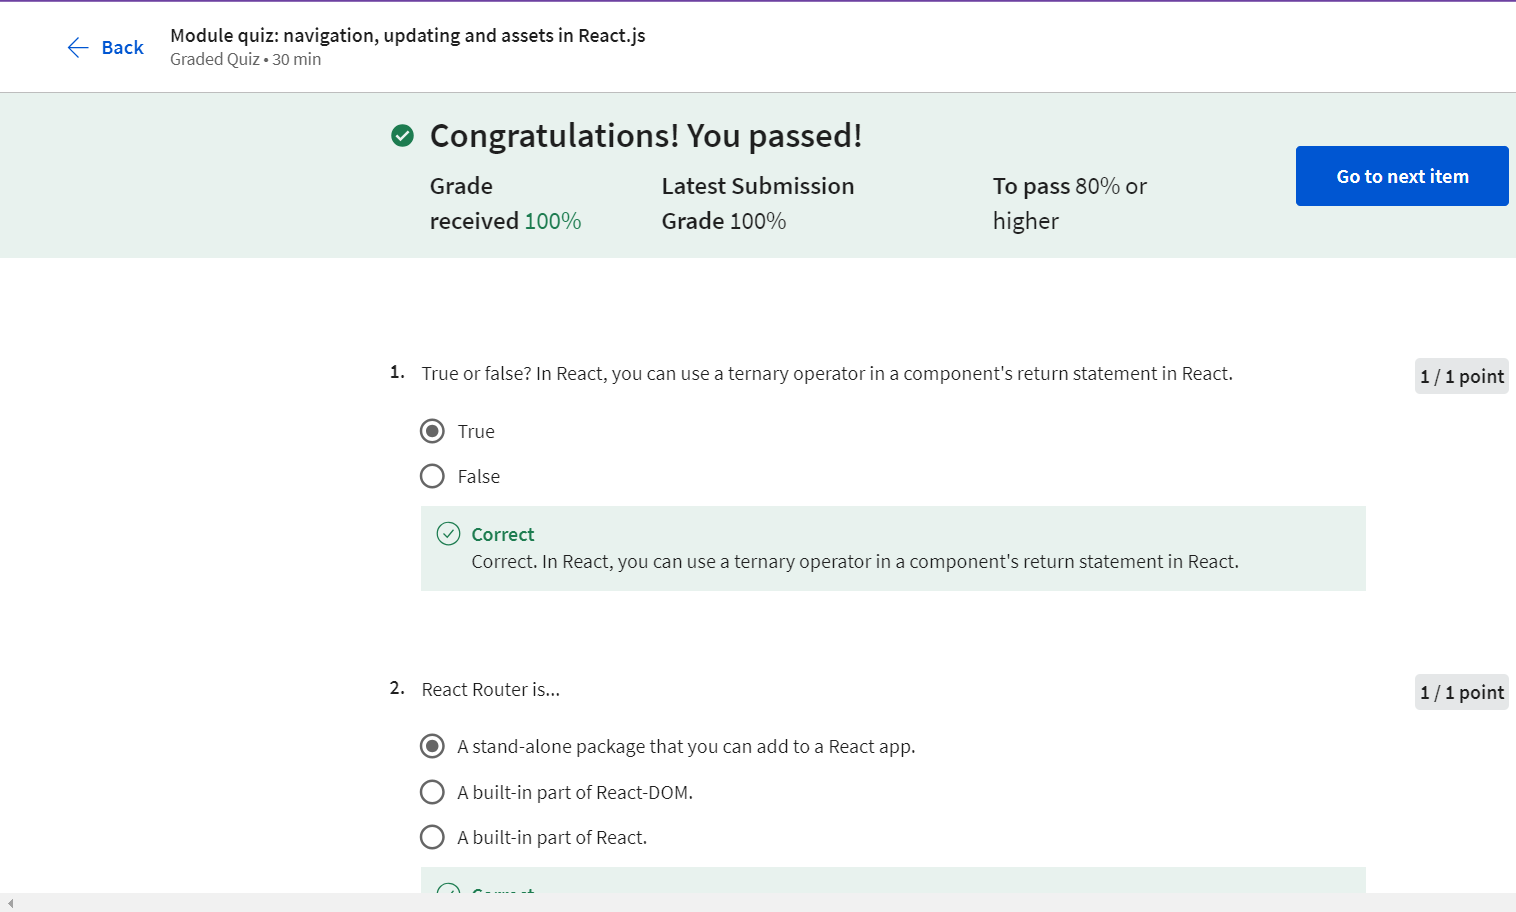 Back
Module quiz: navigation, updating and assets in React.js
Graded Quiz • 30 min
Congratulations! You passed!
Grade
received 100%
Latest Submission
Grade 100%
To pass 80% or
higher
Go to next item
1. True or false? In React, you can use a ternary operator in a component's return statement in React.
1 / 1 point
True
False
Correct
Correct. In React, you can use a ternary operator in a component's return statement in React.
2. React Router is...
1 / 1 point
A stand-alone package that you can add to a React app.
A built-in part of React-DOM.
A built-in part of React.